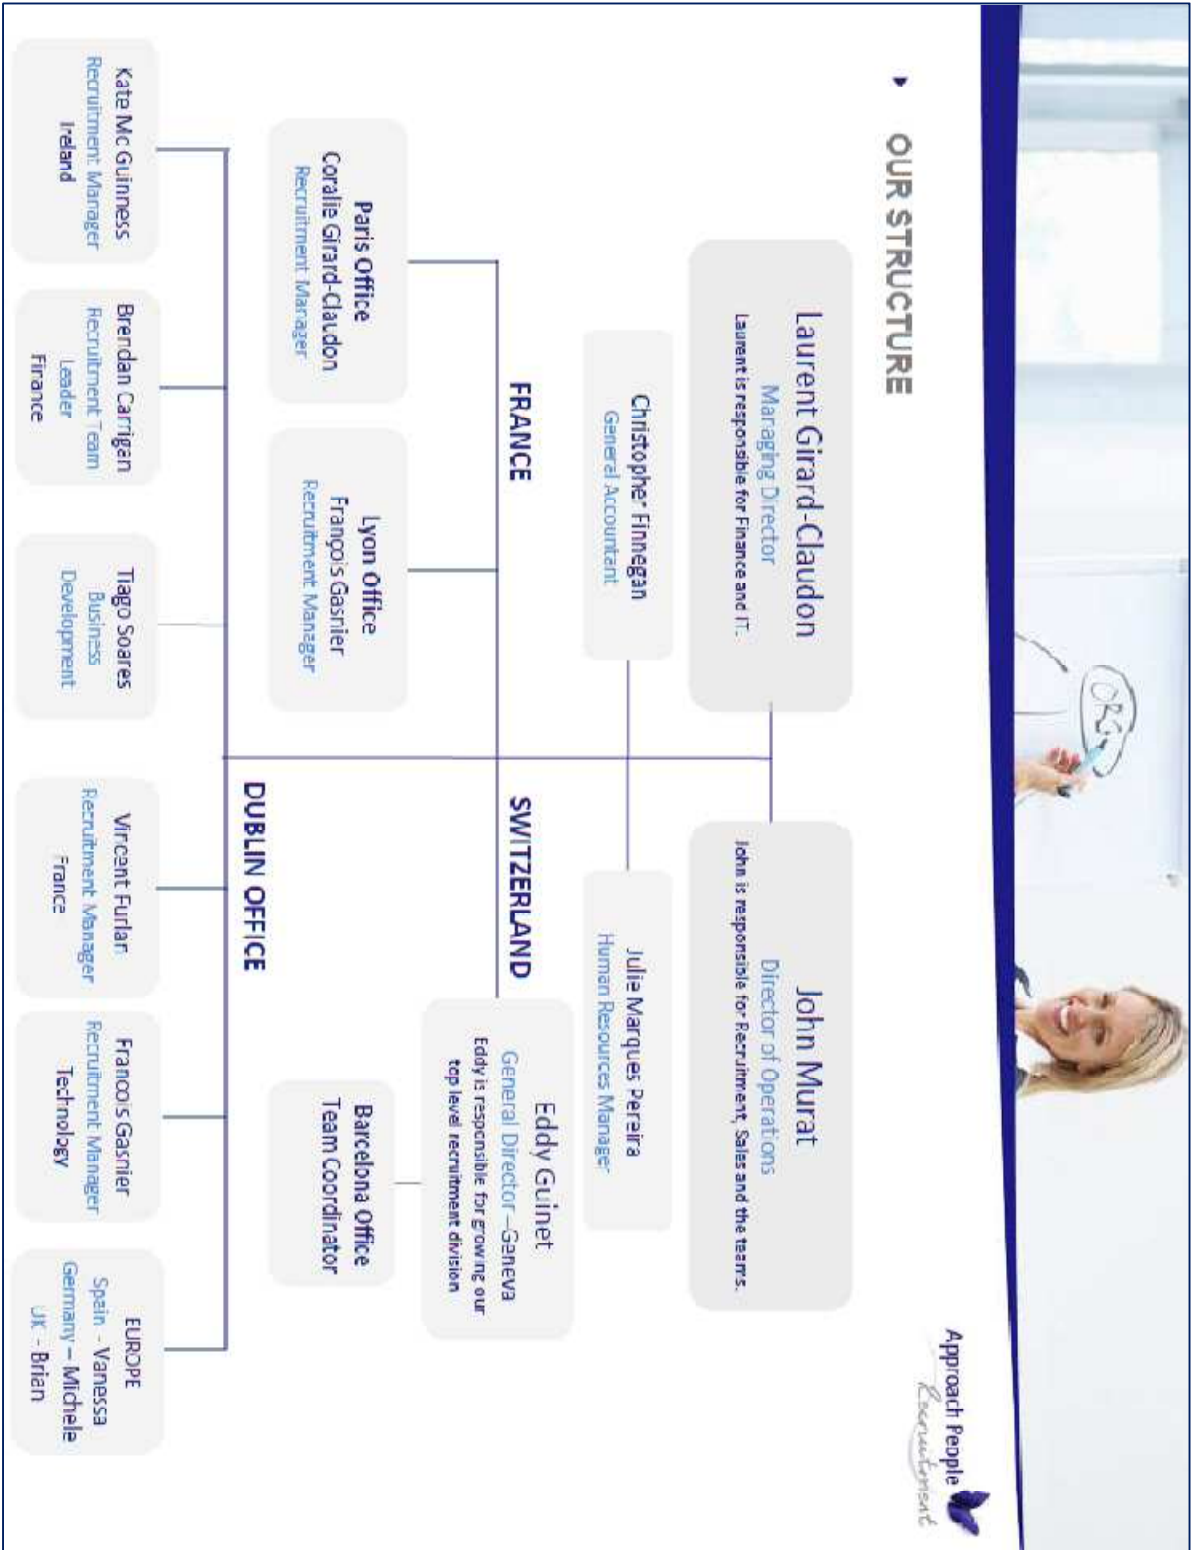 ORG
Approach People
Recruitment
OUR STRUCTURE
Laurent Girard-Claudon
Managing Director
Laurent is responsible for Finance and IT.
John Murat
Director of Operations
John is responsible for Recruitment, Sales and the teams.
Christopher Finnegan
General Accountant
Julie Marques Pereira
Human Resources Manager
FRANCE
SWITZERLAND
Eddy Guinet
General Director –Geneva
Eddy is responsible for growing our
top level recruitment division
Paris Office
Coralie Girard-Claudon
Recruitment Manager
Lyon Office
François Gasnier
Recruitment Manager
Barcelona Office
Team Coordinator
DUBLIN OFFICE
Kate Mc Guinness
Recruitment Manager
Ireland
Brendan Carrigan
Recruitment Team
Leader
Finance
Tiago Soares
Business
Development
Vincent Furlan
Recruitment Manager
France
Francois Gasnier
Recruitment Manager
Technology
EUROPE
Spain - Vanessa
Germany – Michele
UK - Brian